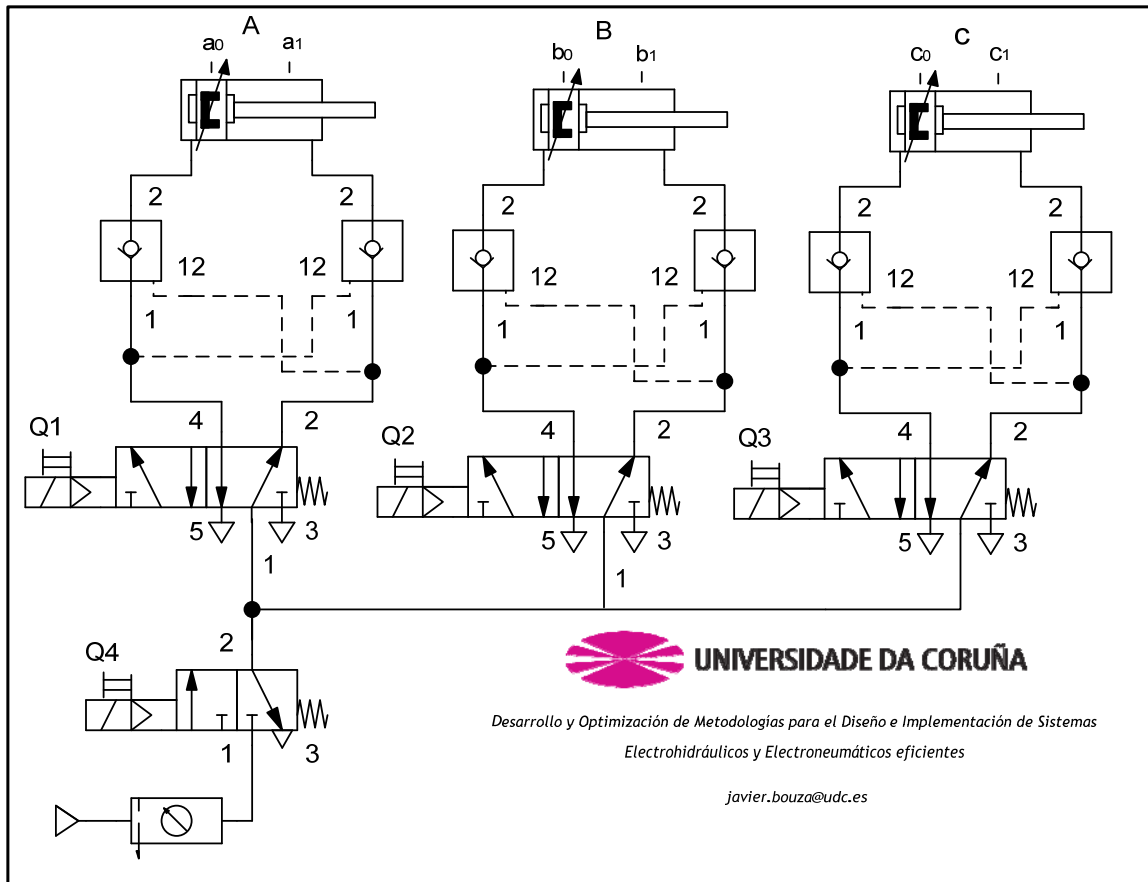 A
B
C
a0 a1
b0 b1
c0 c1
2 2
2 2
2 2
12 12
12 12
12 12
1 1
1 1
1 1
Q1
4 2
Q2
4 2
Q3
4 2
5 3
5 3
5 3
1
1
Q4
2
1 3
UNIVERSIDADE DA CORUÑA
Desarrollo y Optimización de Metodologías para el Diseño e Implementación de Sistemas
Electrohidráulicos y Electroneumáticos eficientes
javier.bouza@udc.es